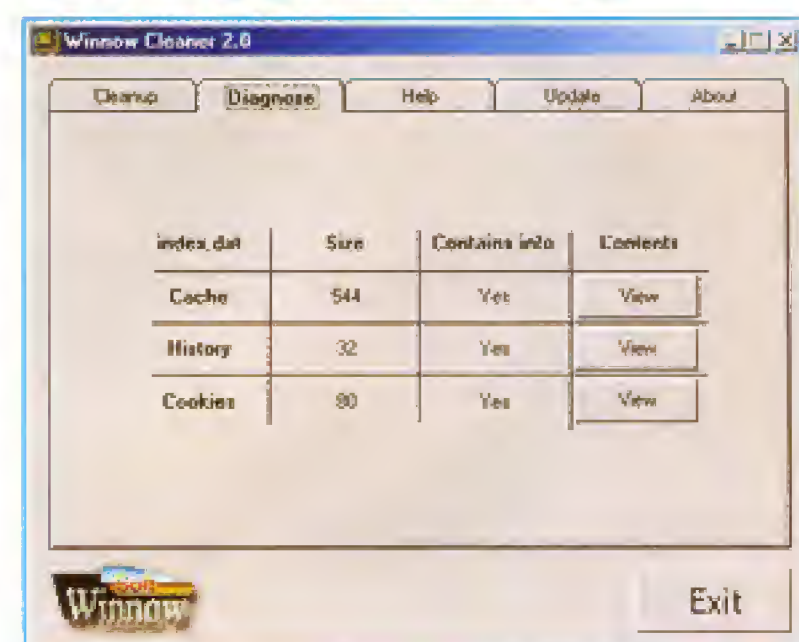 Winnow Cleaner 2.0
Cleanup Diagnose Help Update About
index.dat Size Contains info Contents
Cache 544 Yes View
History 32 Yes View
Cookies 80 Yes View
Soft
Winnow
Exit